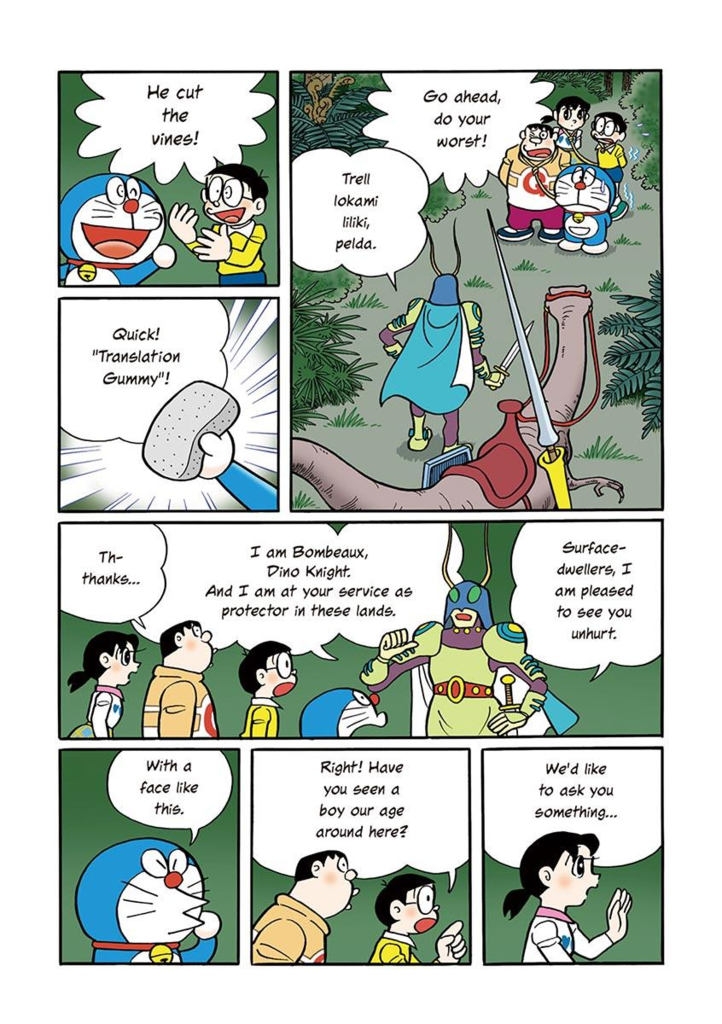 Go ahead,
do your
worst!
Trell
lokami
liliki,
pelda.
He cut
the
vines!
Quick!
"Translation
Gummy"!
Surface-
dwellers, I
am pleased
to see you
unhurt.
I am Bombeaux,
Dino Knight.
And I am at your service as
protector in these lands.
Th-
thanks...
We'd like
to ask you
something...
Right! Have
you seen a
boy our age
around here?
With a
face like
this.